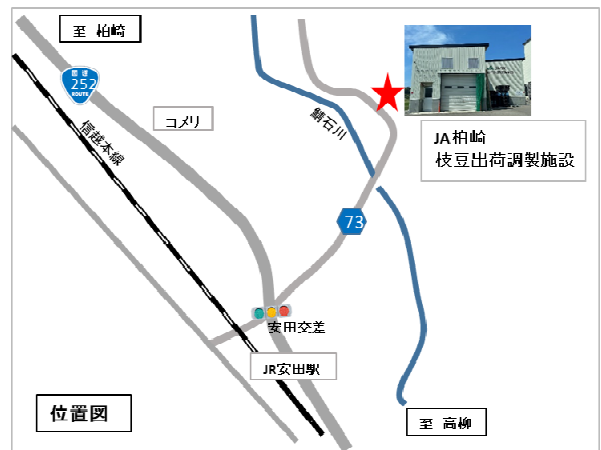 至 柏崎
国道
252
ROUTE
コメリ
信越本線
鯖石川
JA柏崎
枝豆出荷調製施設
73
安田交差
JR安田駅
位置図
至 高柳